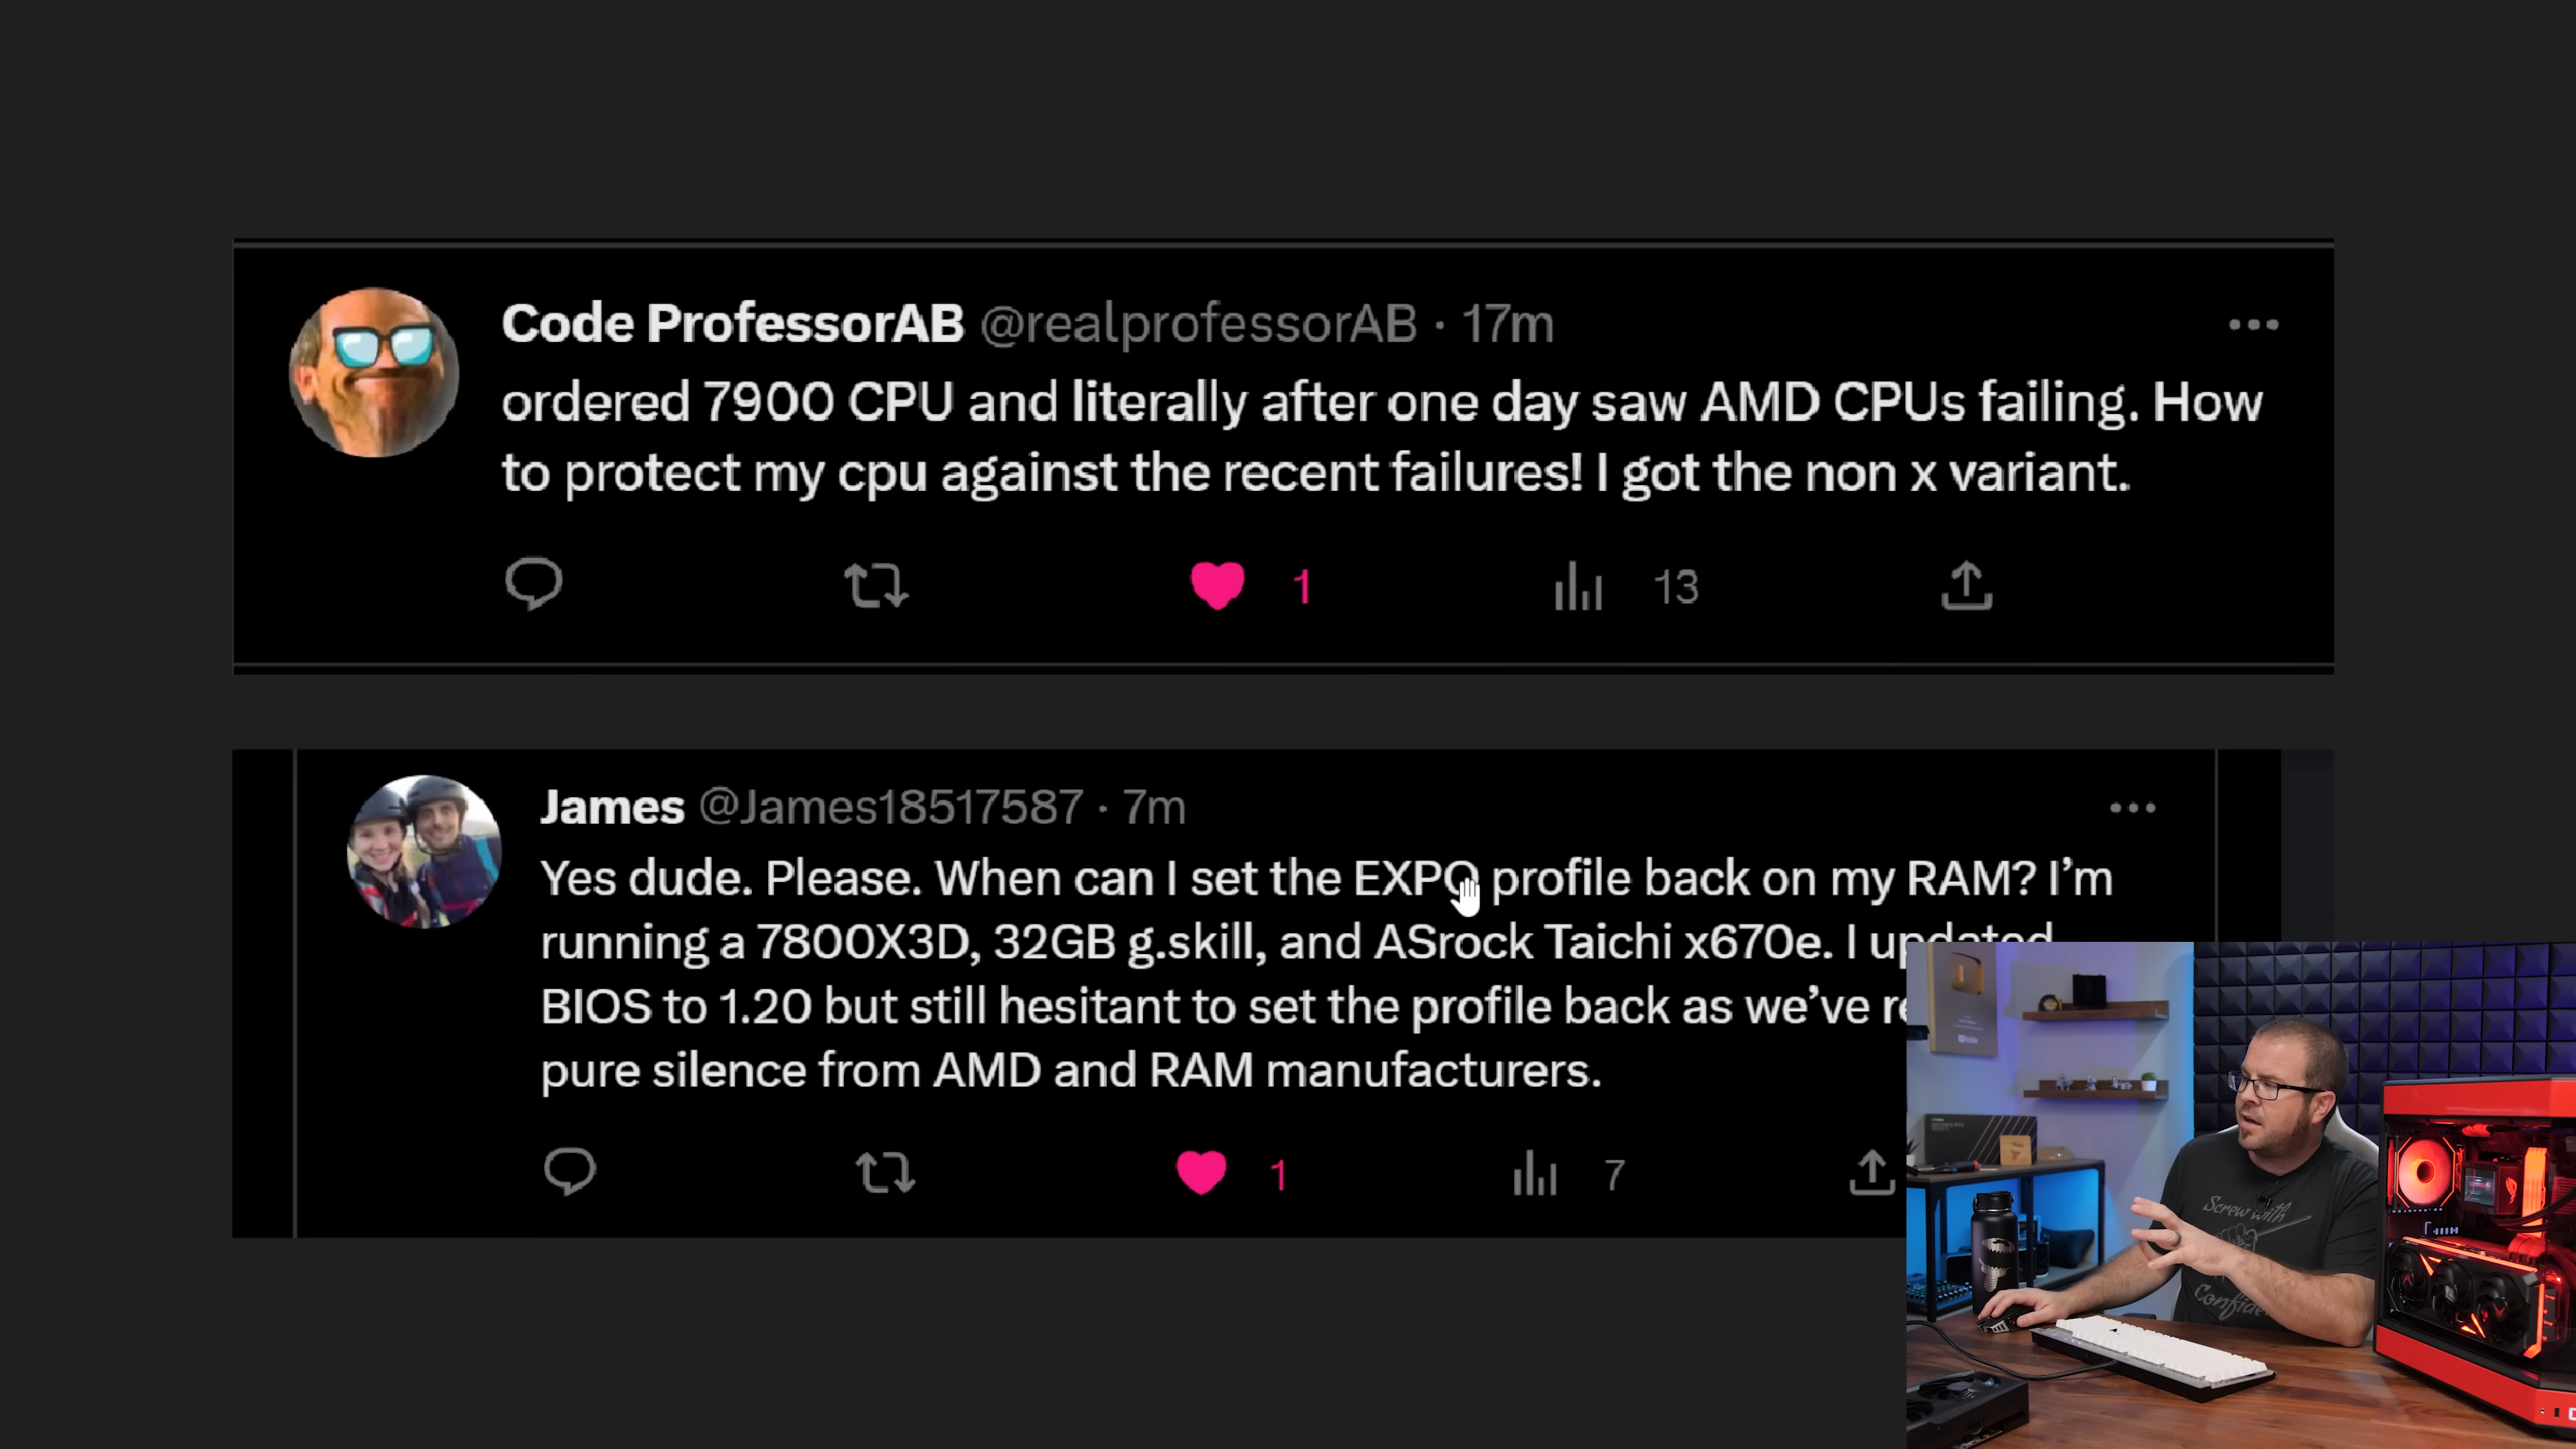 Code ProfessorAB @realprofessorAB · 17m
ordered 7900 CPU and literally after one day saw AMD CPUs failing. How
to protect my cpu against the recent failures! I got the non x variant.
1 13
James @James18517587 · 7m
Yes dude. Please. When can I set the EXPO profile back on my RAM? I'm
running a 7800X3D, 32GB g.skill, and ASrock Taichi x670e. I updated
BIOS to 1.20 but still hesitant to set the profile back as we've
pure silence from AMD and RAM manufacturers.
1 7
Screw with